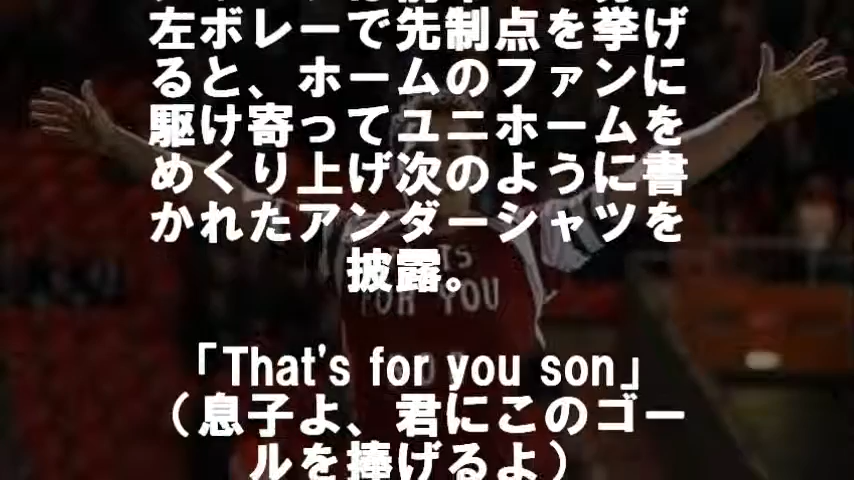 左ボレーで先制点を挙げ
ると、ホームのファンに
駆け寄ってユニホームを
めくり上げ次のように書
かれたアンダーシャツを
披露。
FOR YOU
「That's for you son」
（息子よ、君にこのゴー
ルを捧げるよ）